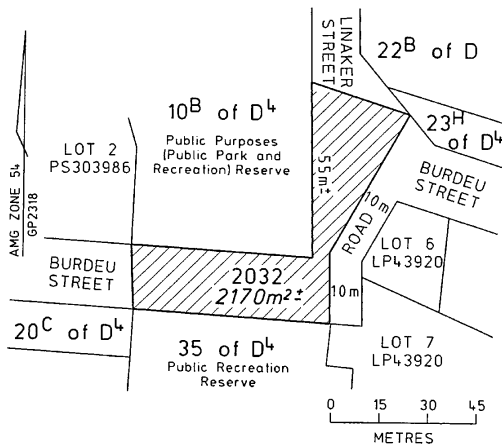 LINAKER
STREET
22ᴮ of D
10ᴮ of D⁴
Public Purposes
(Public Park and
Recreation) Reserve
23ᴴ
of D⁴
LOT 2
PS303986
55m±
BURDEU
STREET
AMG ZONE 54
GP2318
10m
ROAD
LOT 6
LP43920
BURDEU
STREET
2032
2170m²±
10m
20ᶜ of D⁴
35 of D⁴
Public Recreation
Reserve
LOT 7
LP43920
0 15 30 45
METRES